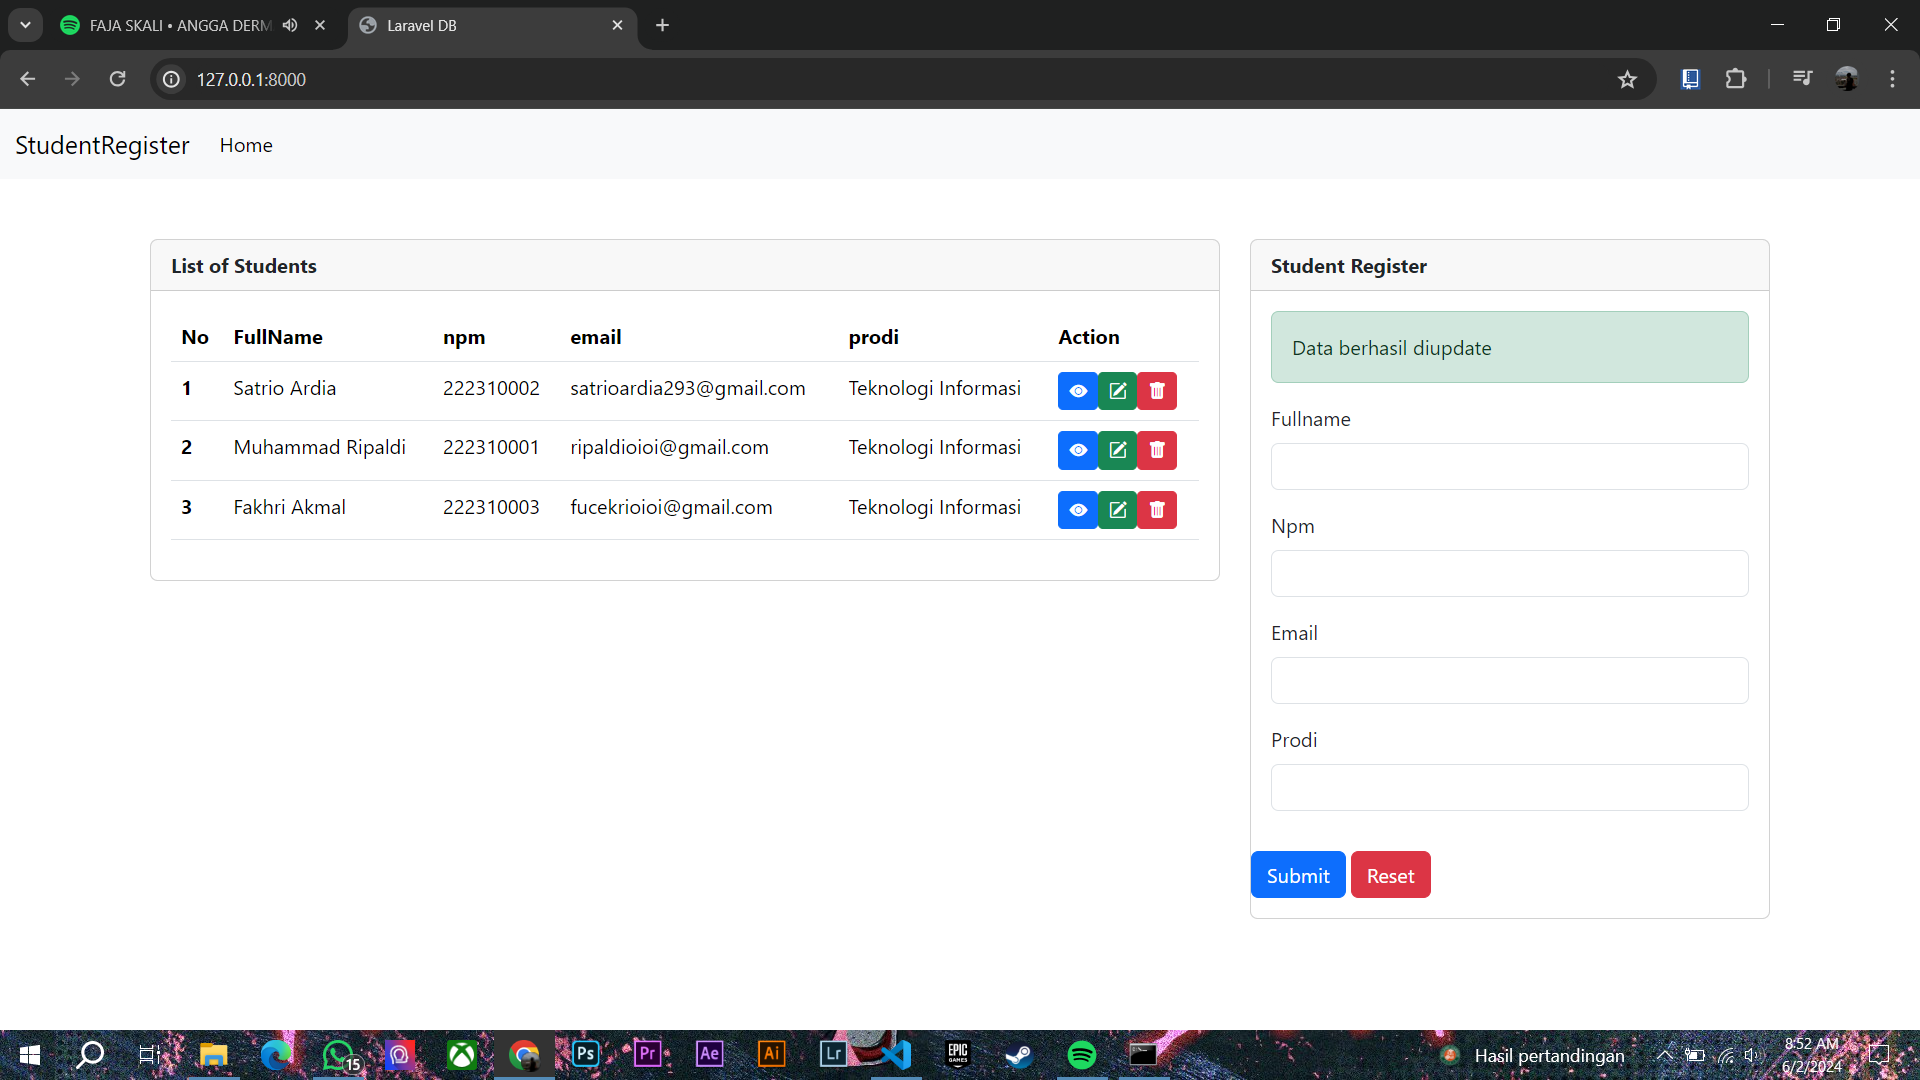 FAJA SKALI • ANGGA DERM
Laravel DB
127.0.0.1:8000
StudentRegister Home
List of Students
No FullName npm email prodi Action
1 Satrio Ardia 222310002 satrioardia293@gmail.com Teknologi Informasi
2 Muhammad Ripaldi 222310001 ripaldioioi@gmail.com Teknologi Informasi
3 Fakhri Akmal 222310003 fucekrioioi@gmail.com Teknologi Informasi
Student Register
Data berhasil diupdate
Fullname
Npm
Email
Prodi
Submit Reset
15
Ps
Pr
Ae
Ai
Lr
EPIC
GAMES
Hasil pertandingan
8:52 AM
6/2/2024